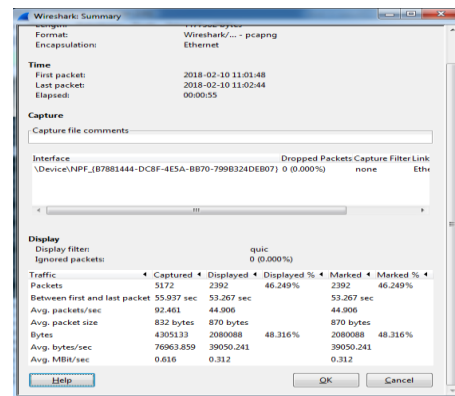 Wireshark: Summary
Format: Wireshark/... - pcapng
Encapsulation: Ethernet
Time
First packet: 2018-02-10 11:01:48
Last packet: 2018-02-10 11:02:44
Elapsed: 00:00:55
Capture
Capture file comments
Interface Dropped Packets Capture Filter Link
\Device\NPF_{B7881444-DC8F-4E5A-BB70-799B324DEB07} 0 (0.000%) none Ethe
Display
Display filter: quic
Ignored packets: 0 (0.000%)
Traffic Captured Displayed Displayed % Marked Marked %
Packets 5172 2392 46.249% 2392 46.249%
Between first and last packet 55.937 sec 53.267 sec 53.267 sec
Avg. packets/sec 92.461 44.906 44.906
Avg. packet size 832 bytes 870 bytes 870 bytes
Bytes 4305133 2080088 48.316% 2080088 48.316%
Avg. bytes/sec 76963.859 39050.241 39050.241
Avg. MBit/sec 0.616 0.312 0.312
Help OK Cancel